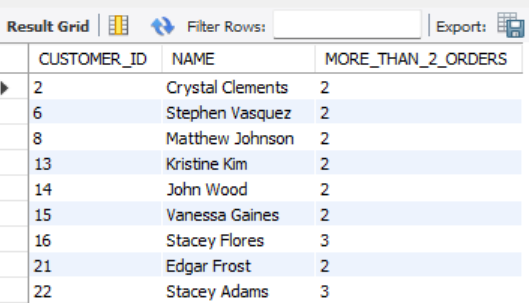 Result Grid Filter Rows: Export:
CUSTOMER_ID NAME MORE_THAN_2_ORDERS
2 Crystal Clements 2
6 Stephen Vasquez 2
8 Matthew Johnson 2
13 Kristine Kim 2
14 John Wood 2
15 Vanessa Gaines 2
16 Stacey Flores 3
21 Edgar Frost 2
22 Stacey Adams 3